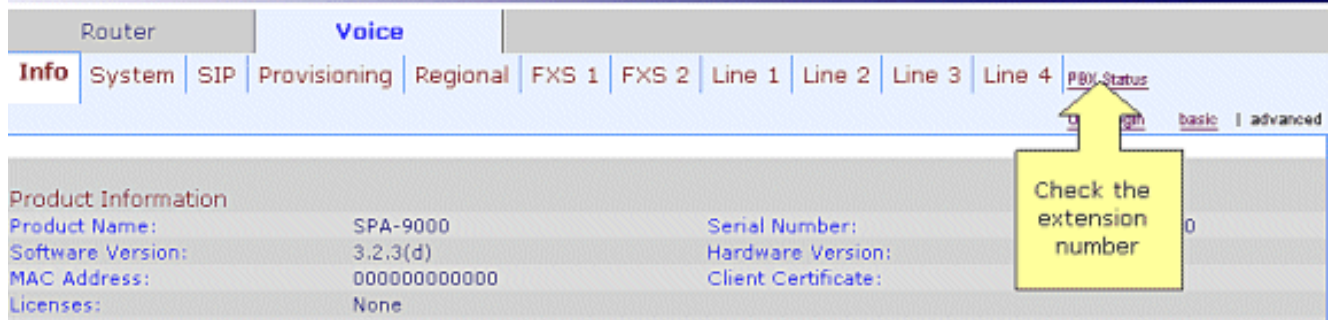 Router Voice
Info System SIP Provisioning Regional FXS 1 FXS 2 Line 1 Line 2 Line 3 Line 4 PBX Status
basic | advanced
Check the
extension
number
Product Information
Product Name: SPA-9000 Serial Number:
Software Version: 3.2.3(d) Hardware Version:
MAC Address: 000000000000 Client Certificate:
Licenses: None